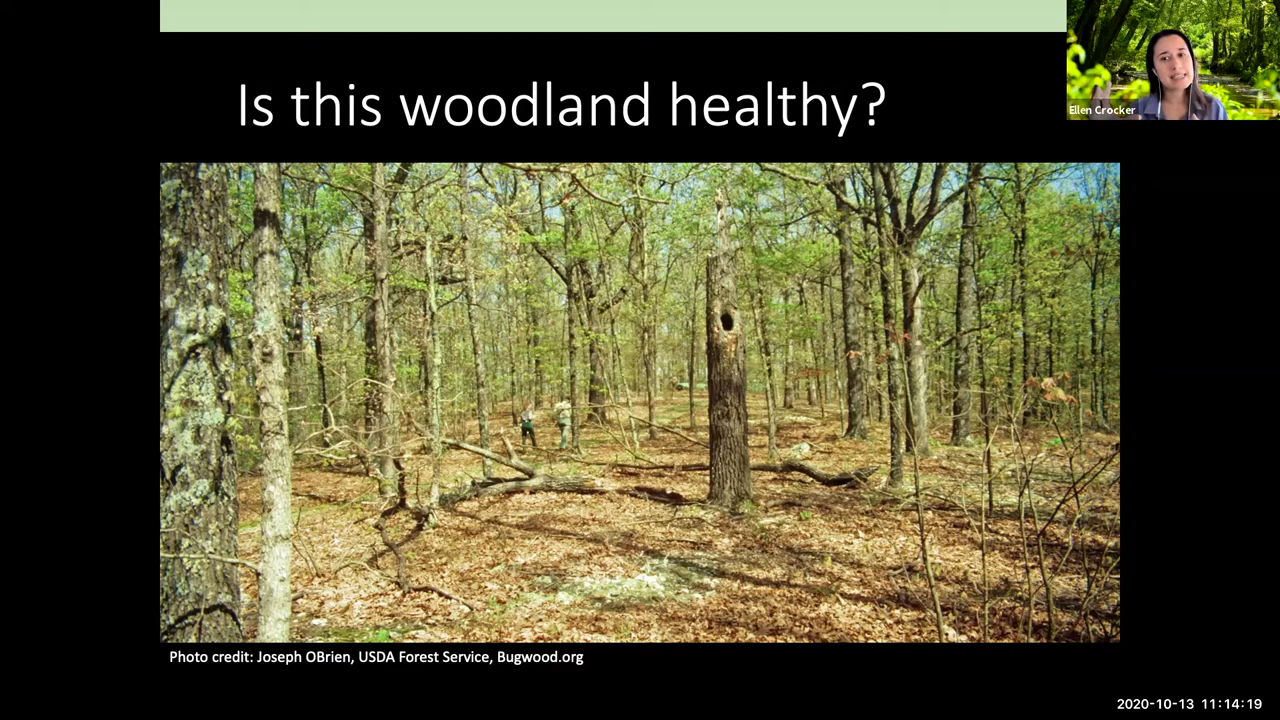 Is this woodland healthy?
Ellen Crocker
Photo credit: Joseph OBrien, USDA Forest Service, Bugwood.org
2020-10-13 11:14:19